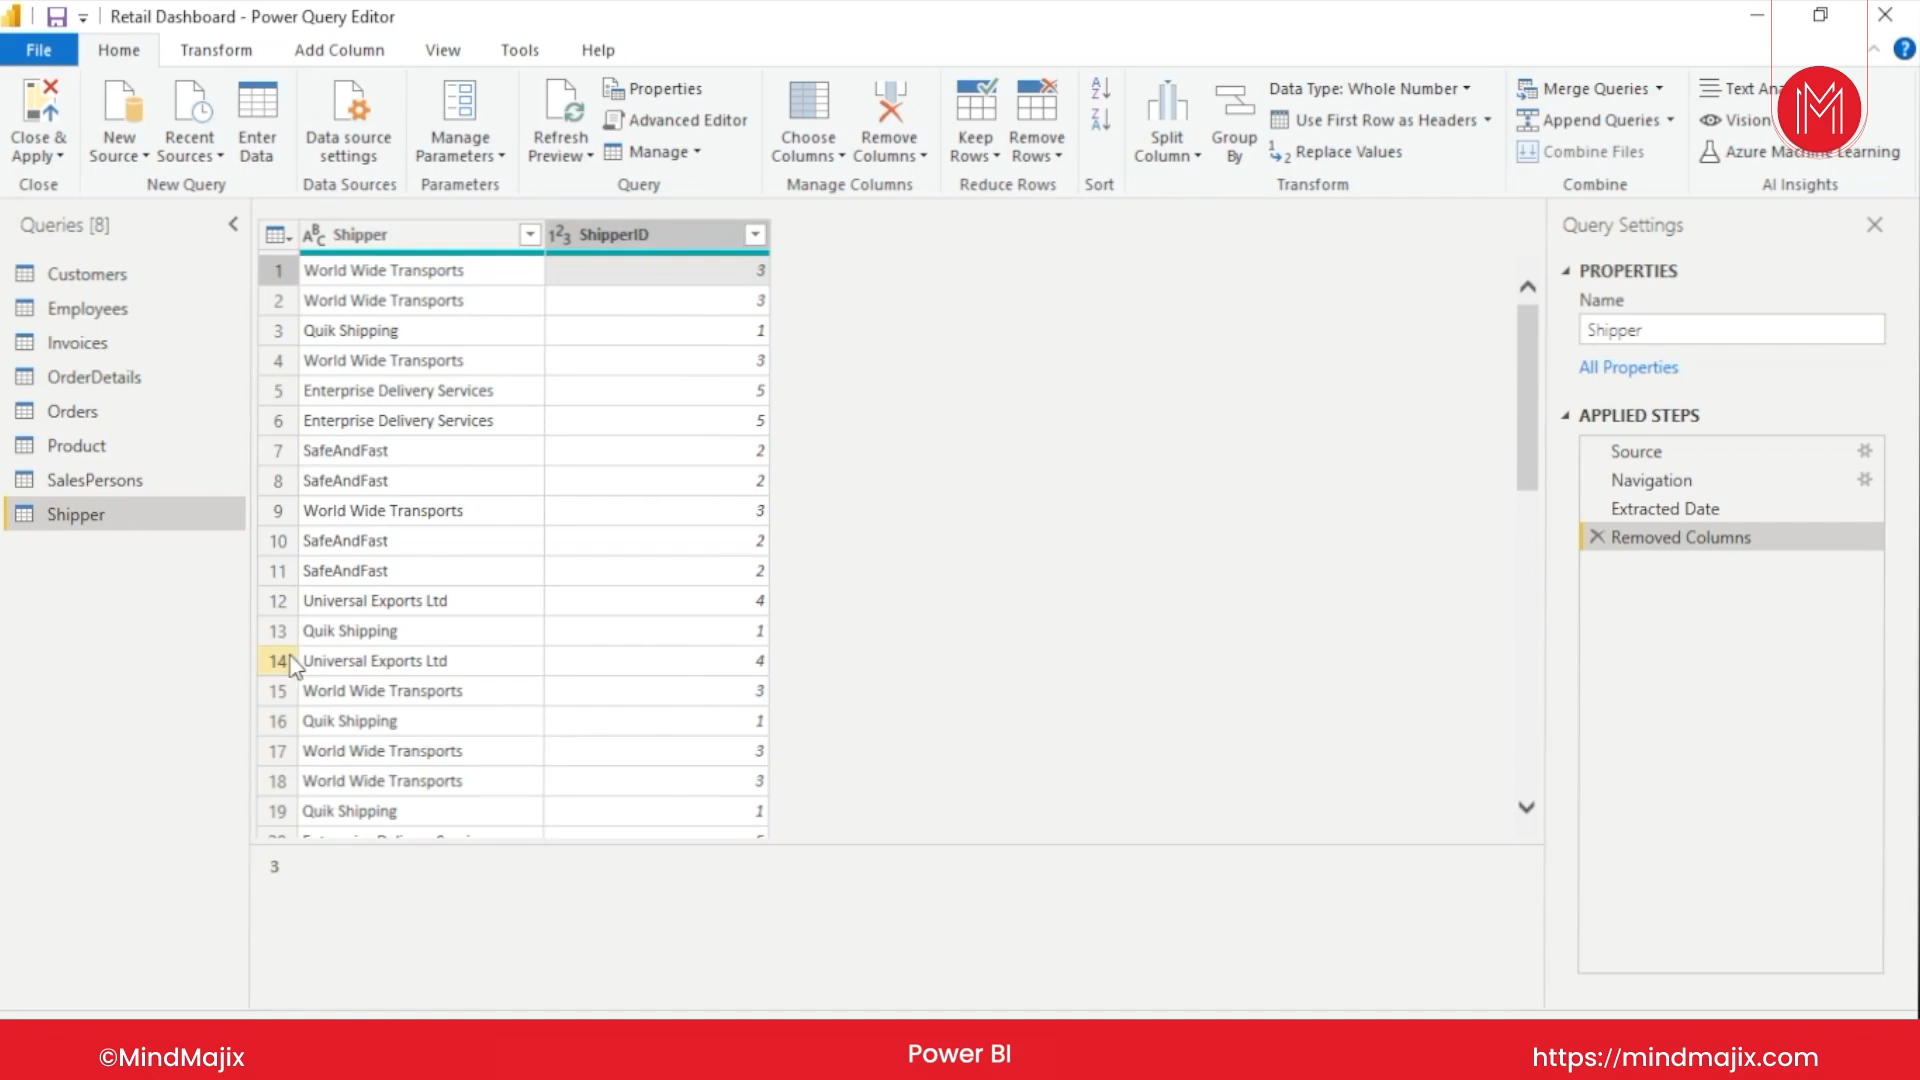 Retail Dashboard - Power Query Editor
File Home Transform Add Column View Tools Help
Close & Apply
New Source
Recent Sources
Enter Data
Data source settings
Manage Parameters
Refresh Preview
Properties
Advanced Editor
Manage
Choose Columns
Remove Columns
Keep Rows
Remove Rows
Split Column
Group By
Data Type: Whole Number
Use First Row as Headers
Replace Values
Merge Queries
Append Queries
Combine Files
Text
Vision
Azure Machine Learning
Close
New Query
Data Sources
Parameters
Query
Manage Columns
Reduce Rows
Sort
Transform
Combine
AI Insights
Queries [8]
Customers
Employees
Invoices
OrderDetails
Orders
Product
SalesPersons
Shipper
Shipper ShipperID
1 World Wide Transports 3
2 World Wide Transports 3
3 Quik Shipping 1
4 World Wide Transports 3
5 Enterprise Delivery Services 5
6 Enterprise Delivery Services 5
7 SafeAndFast 2
8 SafeAndFast 2
9 World Wide Transports 3
10 SafeAndFast 2
11 SafeAndFast 2
12 Universal Exports Ltd 4
13 Quik Shipping 1
14 Universal Exports Ltd 4
15 World Wide Transports 3
16 Quik Shipping 1
17 World Wide Transports 3
18 World Wide Transports 3
19 Quik Shipping 1
3
Query Settings
PROPERTIES
Name
Shipper
All Properties
APPLIED STEPS
Source
Navigation
Extracted Date
Removed Columns
©MindMajix
Power BI
https://mindmajix.com